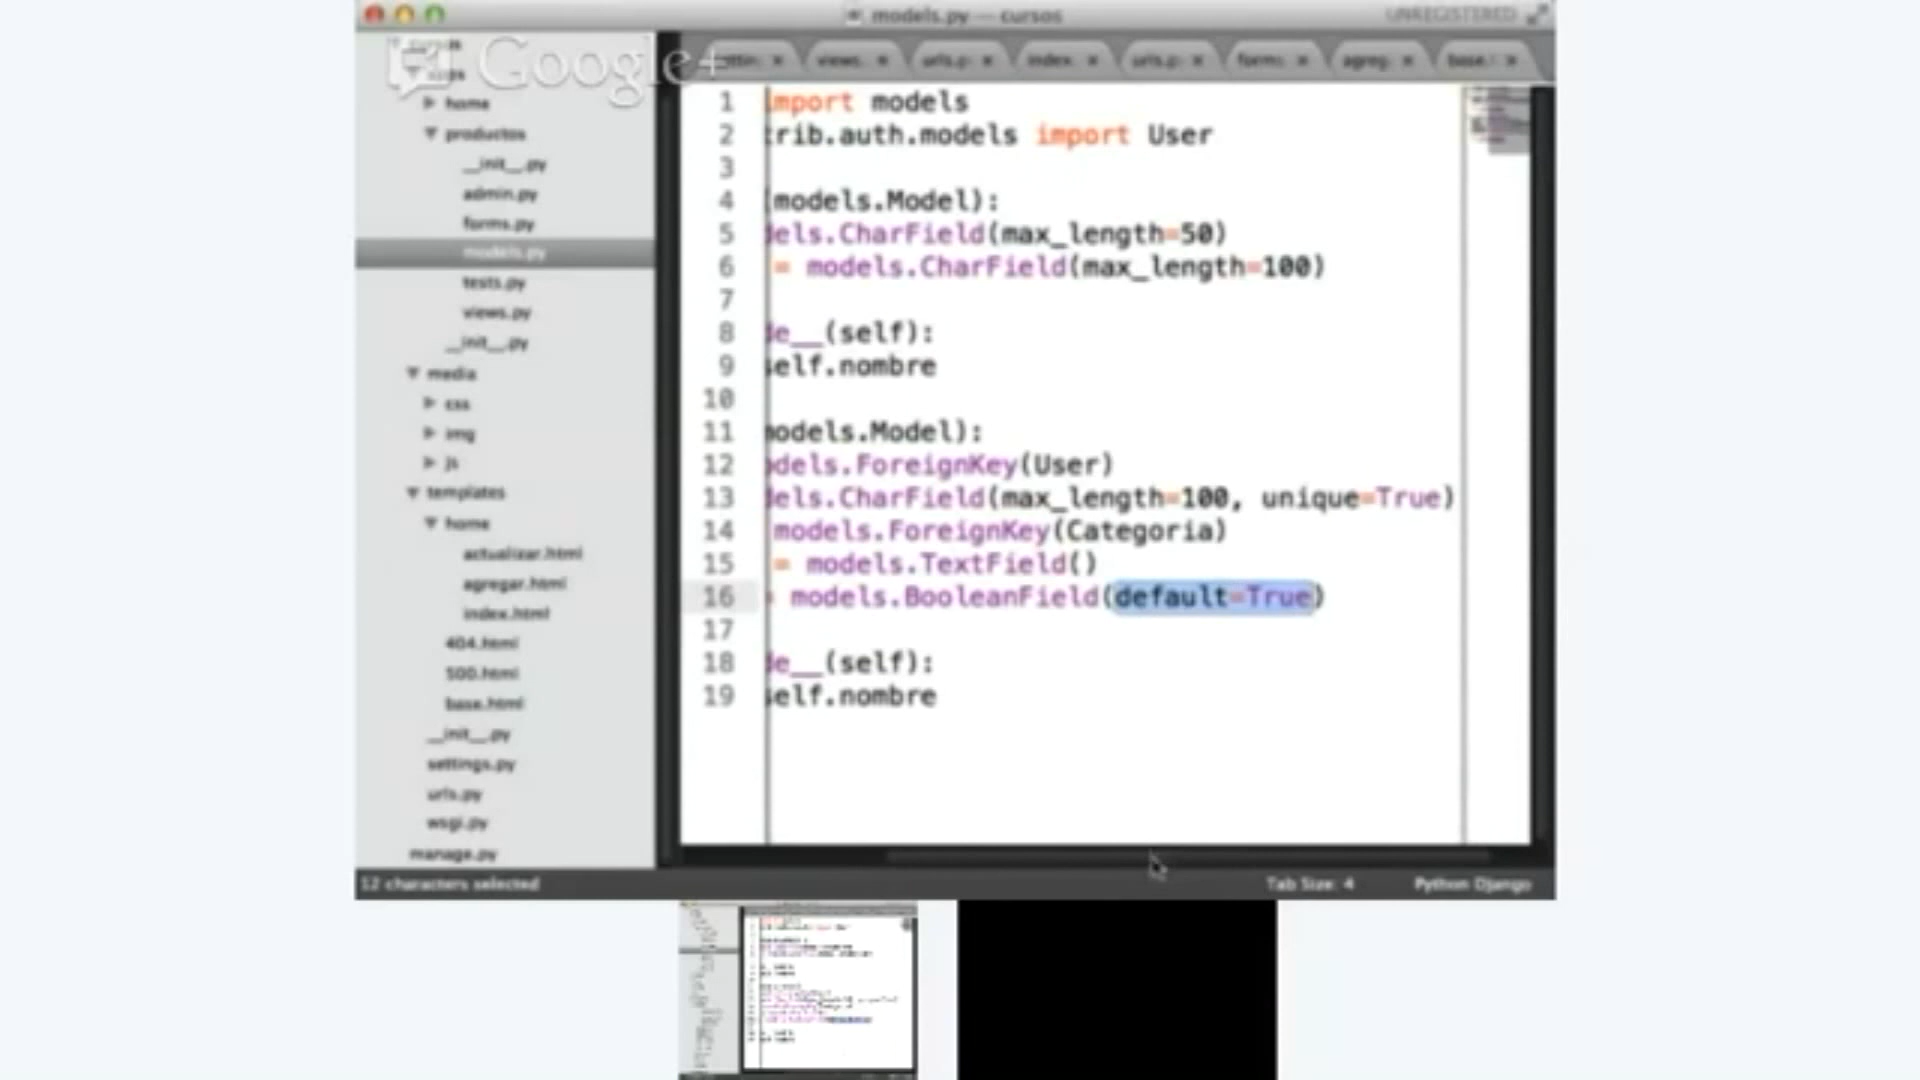 models.py — cursos
UNREGISTERED
Google+
views
urls.p
index
urls.p
forms
agreg
base.
home
productos
__init__.py
admin.py
forms.py
models.py
tests.py
views.py
__init__.py
media
css
img
js
templates
home
actualizar.html
agregar.html
index.html
404.html
500.html
base.html
__init__.py
settings.py
urls.py
wsgi.py
manage.py
1 import models
2 trib.auth.models import User
3
4 (models.Model):
5 dels.CharField(max_length=50)
6 = models.CharField(max_length=100)
7
8 de__(self):
9 self.nombre
10
11 models.Model):
12 odels.ForeignKey(User)
13 dels.CharField(max_length=100, unique=True)
14 models.ForeignKey(Categoria)
15 = models.TextField()
16 = models.BooleanField(default=True)
17
18 de__(self):
19 self.nombre
12 characters selected
Tab Size: 4
Python Django